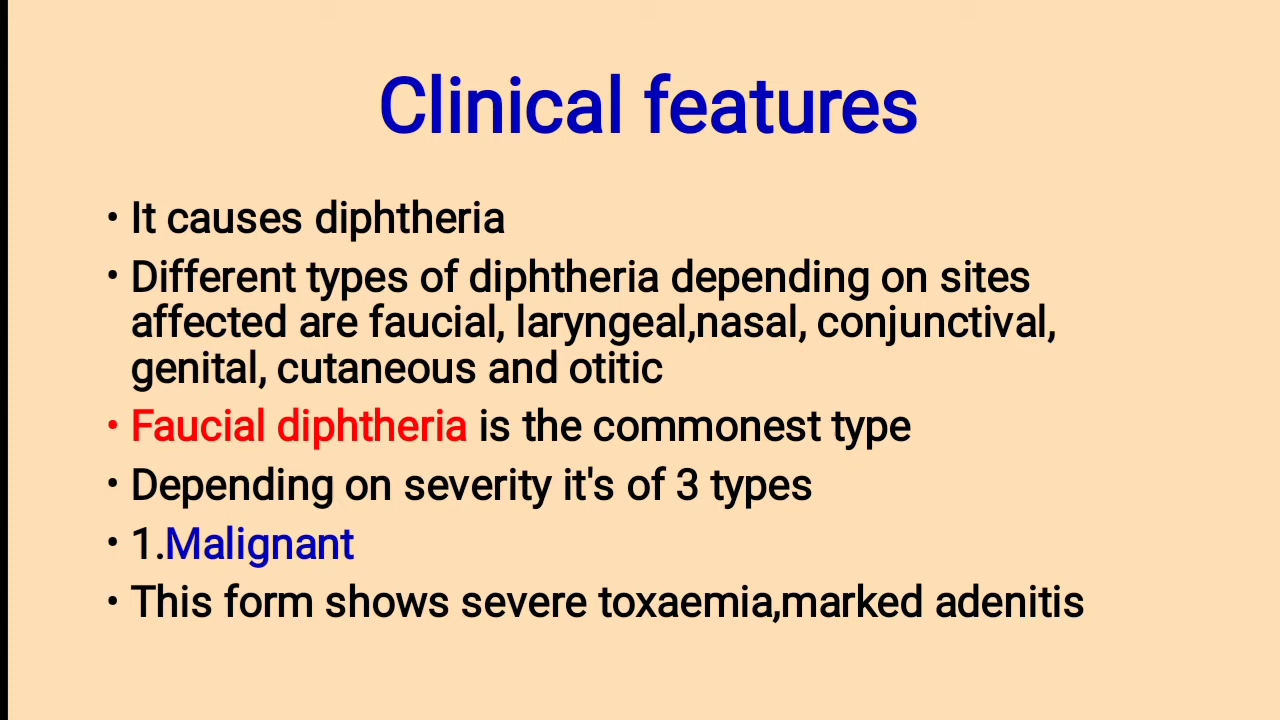 Clinical features
• It causes diphtheria
• Different types of diphtheria depending on sites
affected are faucial, laryngeal,nasal, conjunctival,
genital, cutaneous and otitic
• Faucial diphtheria is the commonest type
• Depending on severity it's of 3 types
• 1.Malignant
• This form shows severe toxaemia,marked adenitis